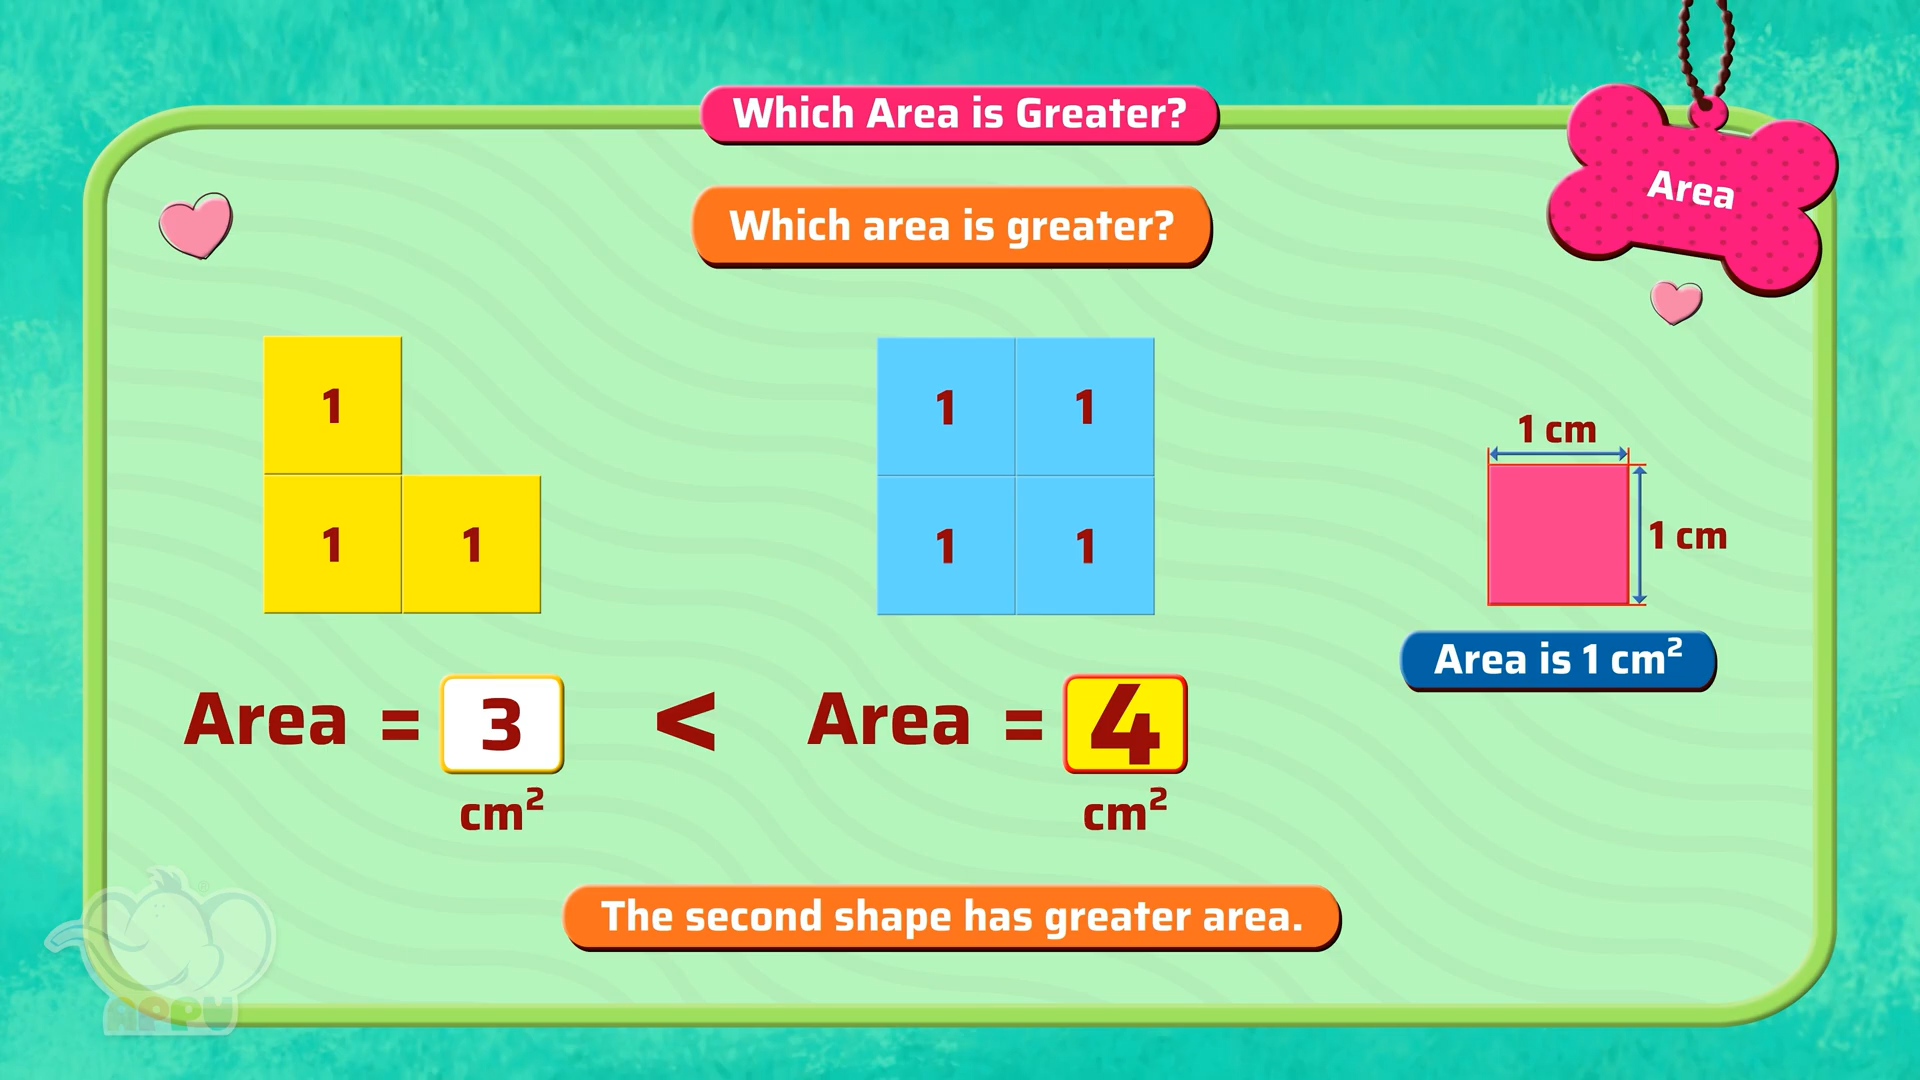 Which Area is Greater?
Area
Which area is greater?
1
1 1
1 1
1 1
1 cm
1 cm
Area is 1 cm²
Area = 3 < Area = 4
cm² cm²
The second shape has greater area.
APPU